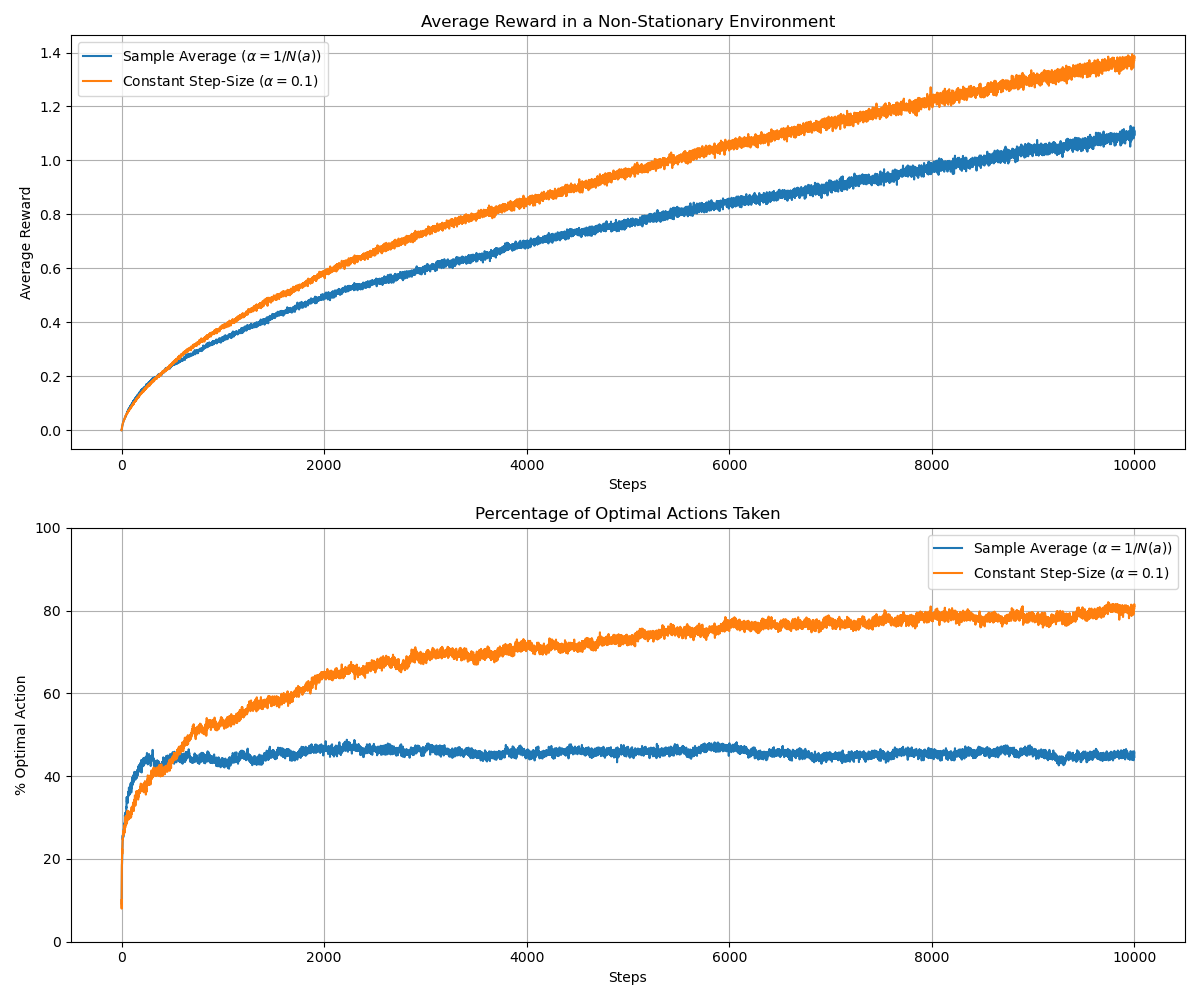 Average Reward in a Non-Stationary Environment
Sample Average (α = 1/N(a))
Constant Step-Size (α = 0.1)
Average Reward
1.4
1.2
1.0
0.8
0.6
0.4
0.2
0.0
0 2000 4000 6000 8000 10000
Steps
Percentage of Optimal Actions Taken
Sample Average (α = 1/N(a))
Constant Step-Size (α = 0.1)
% Optimal Action
100
80
60
40
20
0
0 2000 4000 6000 8000 10000
Steps